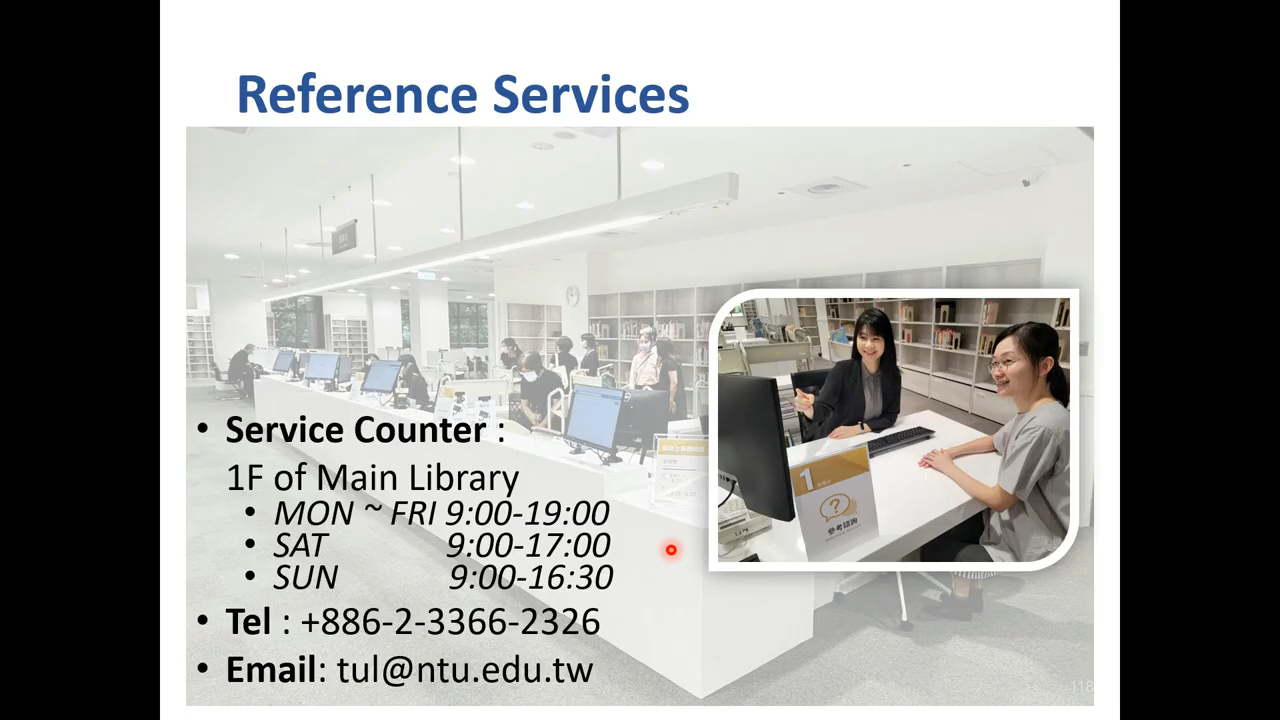 Reference Services
• Service Counter :
1F of Main Library
• MON ~ FRI 9:00-19:00
• SAT 9:00-17:00
• SUN 9:00-16:30
• Tel : +886-2-3366-2326
• Email: tul@ntu.edu.tw
1
?
參考諮詢
118